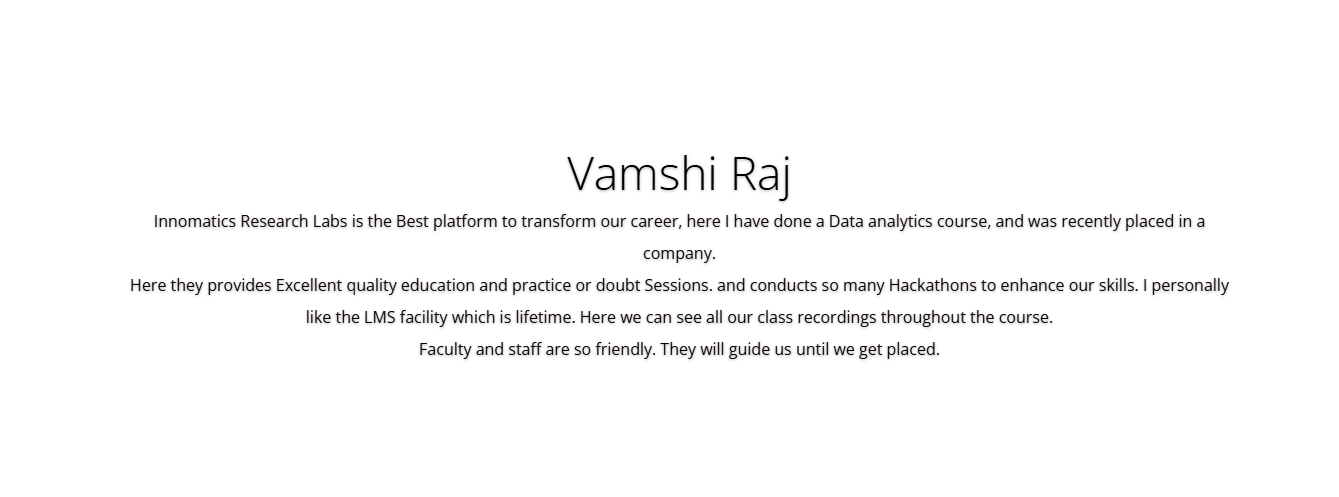 Vamshi Raj
Innomatics Research Labs is the Best platform to transform our career, here I have done a Data analytics course, and was recently placed in a
company.
Here they provides Excellent quality education and practice or doubt Sessions. and conducts so many Hackathons to enhance our skills. I personally
like the LMS facility which is lifetime. Here we can see all our class recordings throughout the course.
Faculty and staff are so friendly. They will guide us until we get placed.